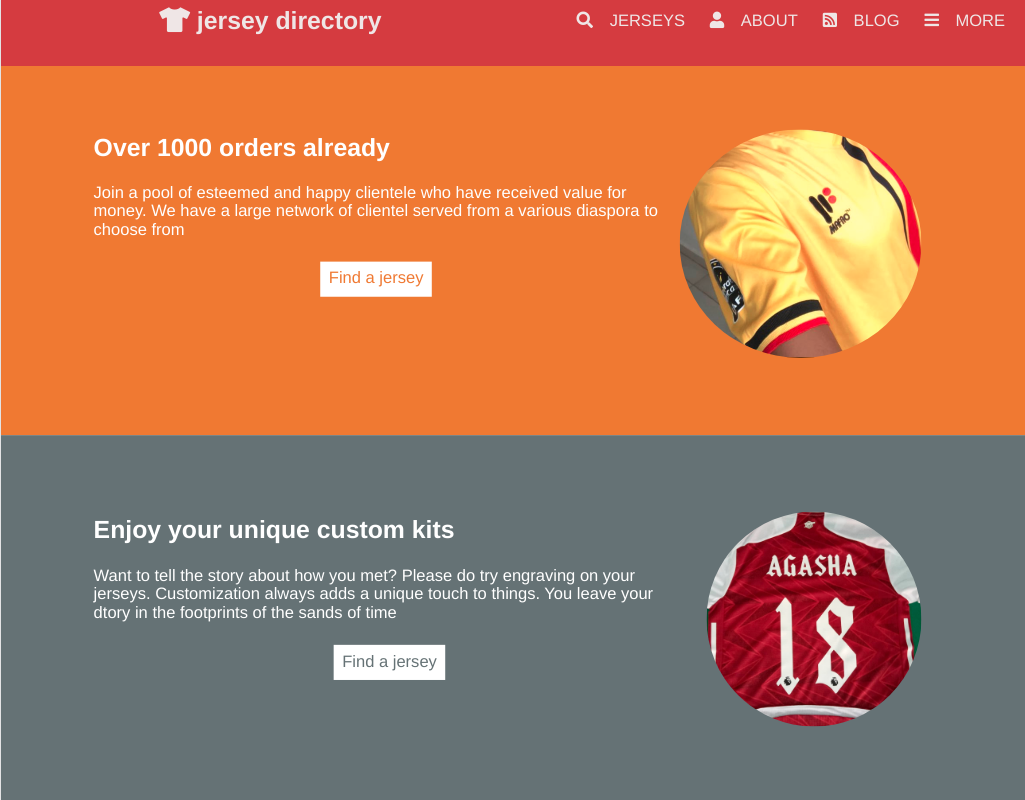 jersey directory
JERSEYS ABOUT BLOG MORE
Over 1000 orders already
Join a pool of esteemed and happy clientele who have received value for
money. We have a large network of clientel served from a various diaspora to
choose from
Find a jersey
MAFRO
Enjoy your unique custom kits
Want to tell the story about how you met? Please do try engraving on your
jerseys. Customization always adds a unique touch to things. You leave your
dtory in the footprints of the sands of time
Find a jersey
AGASHA
18